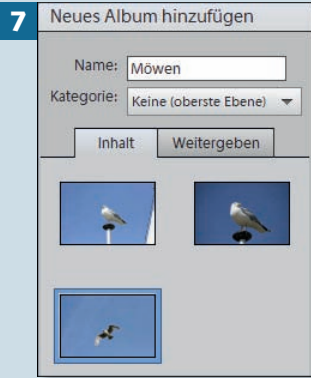 7
Neues Album hinzufügen
Name: Möwen
Kategorie: Keine (oberste Ebene)
Inhalt Weitergeben